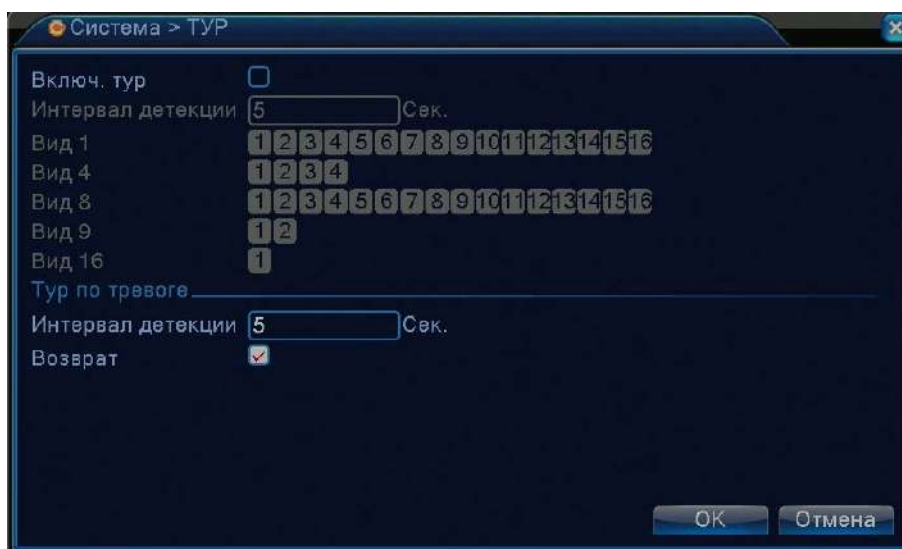 Система > ТУР
Включ. тур
Интервал детекции 5 Сек.
Вид 1 1 2 3 4 5 6 7 8 9 10 11 12 13 14 15 16
Вид 4 1 2 3 4
Вид 8 1 2 3 4 5 6 7 8 9 10 11 12 13 14 15 16
Вид 9 1 2
Вид 16 1
Тур по тревоге
Интервал детекции 5 Сек.
Возврат
OK Отмена